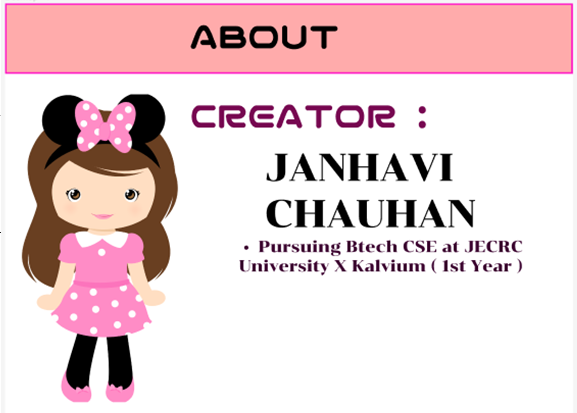 ABOUT
CREATOR :
JANHAVI
CHAUHAN
• Pursuing Btech CSE at JECRC
University X Kalvium ( 1st Year )